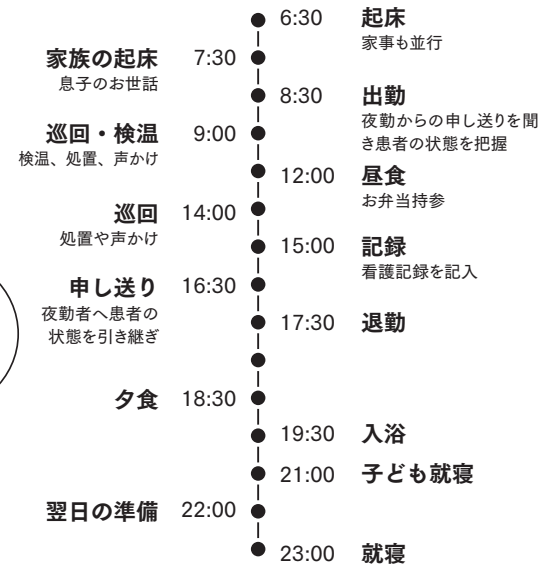 6:30 起床
家事も並行
家族の起床 7:30
息子のお世話
8:30 出勤
夜勤からの申し送りを聞
き患者の状態を把握
巡回・検温 9:00
検温、処置、声かけ
12:00 昼食
お弁当持参
巡回 14:00
処置や声かけ
15:00 記録
看護記録を記入
申し送り 16:30
夜勤者へ患者の
状態を引き継ぎ
17:30 退勤
夕食 18:30
19:30 入浴
21:00 子ども就寝
翌日の準備 22:00
23:00 就寝